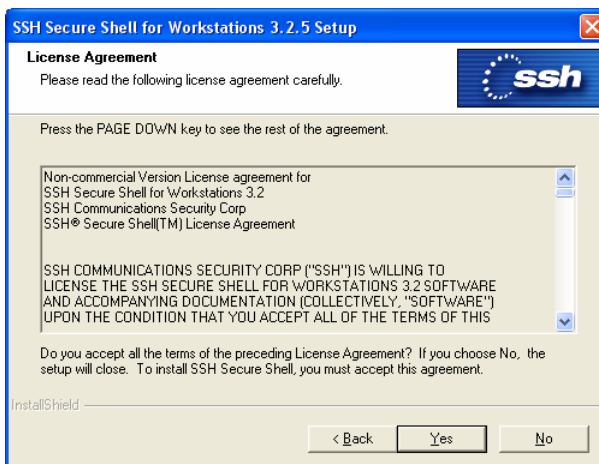 SSH Secure Shell for Workstations 3.2.5 Setup
License Agreement
Please read the following license agreement carefully.
ssh
Press the PAGE DOWN key to see the rest of the agreement.
Non-commercial Version License agreement for
SSH Secure Shell for Workstations 3.2
SSH Communications Security Corp
SSH® Secure Shell(TM) License Agreement
SSH COMMUNICATIONS SECURITY CORP ("SSH") IS WILLING TO
LICENSE THE SSH SECURE SHELL FOR WORKSTATIONS 3.2 SOFTWARE
AND ACCOMPANYING DOCUMENTATION (COLLECTIVELY, "SOFTWARE")
UPON THE CONDITION THAT YOU ACCEPT ALL OF THE TERMS OF THIS
Do you accept all the terms of the preceding License Agreement? If you choose No, the
setup will close. To install SSH Secure Shell, you must accept this agreement.
InstallShield
< Back Yes No